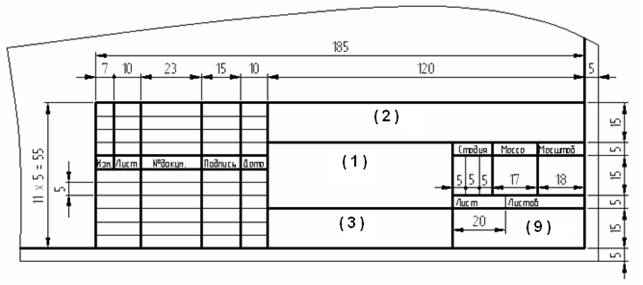 185
7 10 23 15 10 120 5
(2) 15
Изм. Лист №докум. Подпись Дата (1) Стадия Масса Масштаб 5
11 x 5 = 55 5 5 5 5 17 18 15
Лист Листов 5
(3) 20 (9) 15
5